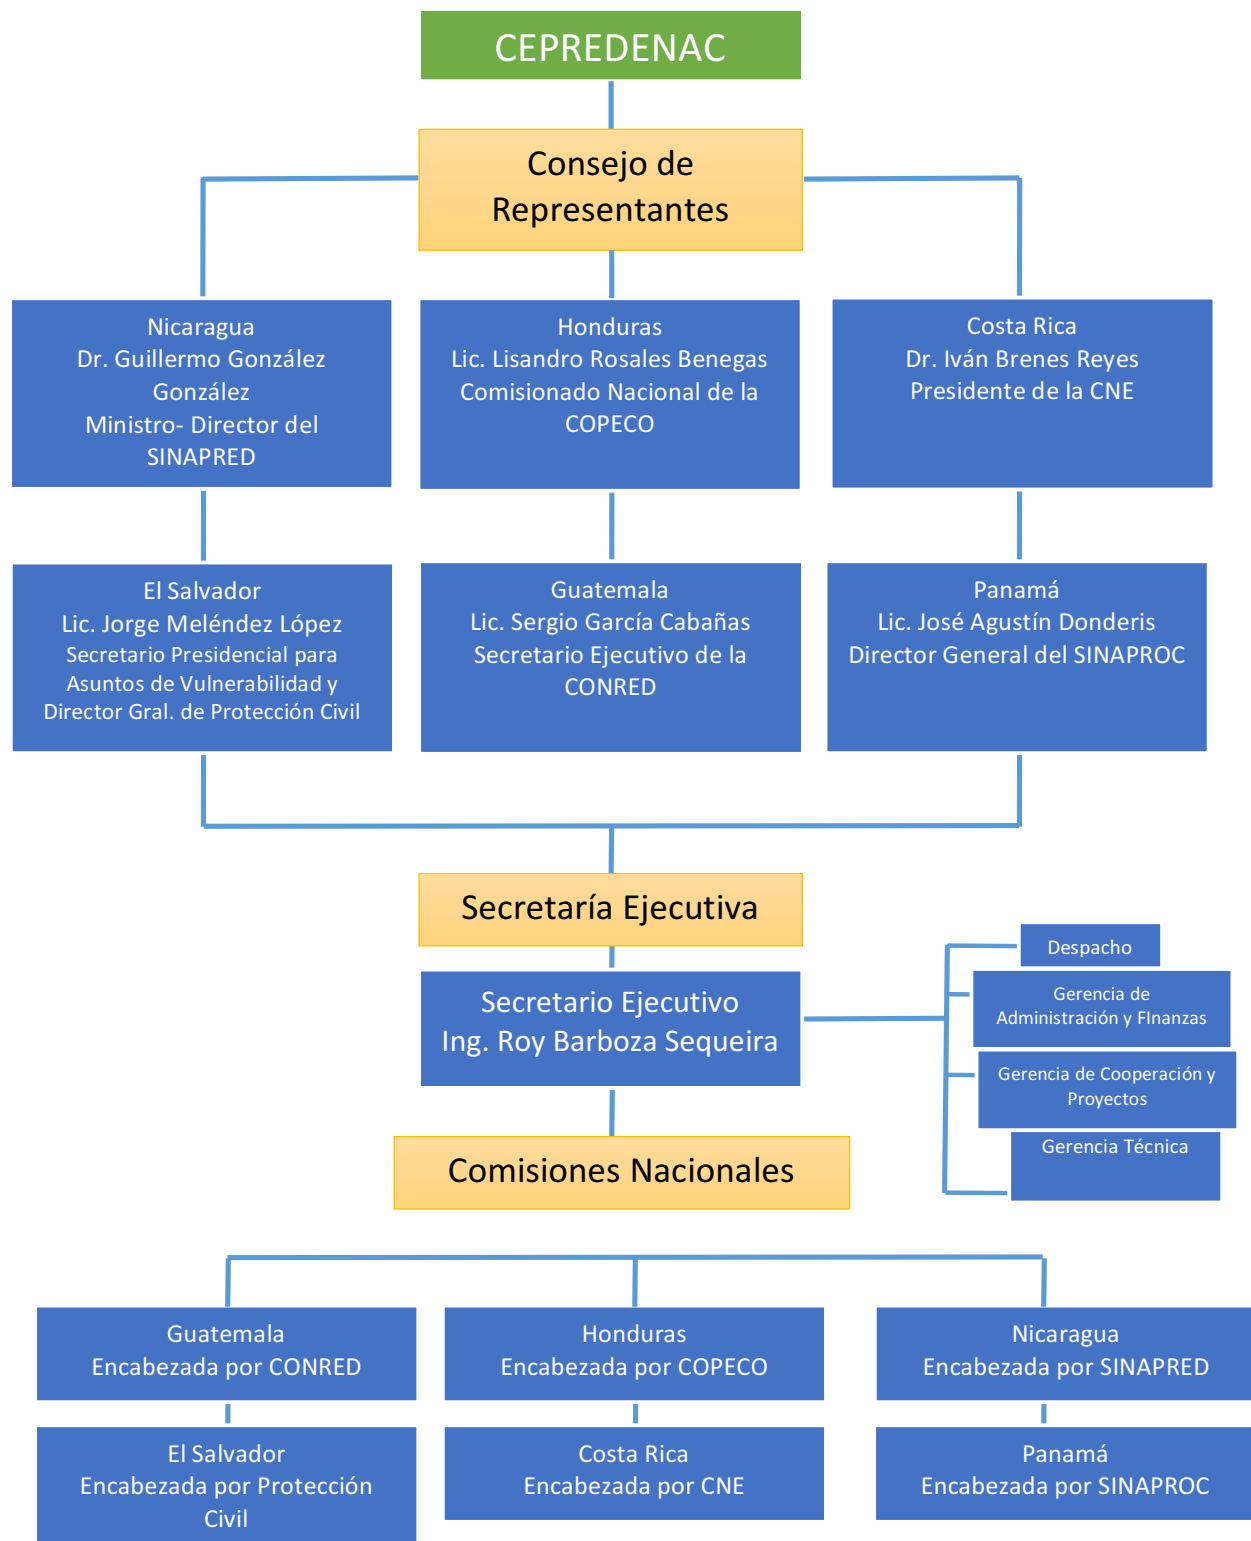 CEPREDENAC
Consejo de
Representantes
Nicaragua
Dr. Guillermo González
González
Ministro- Director del
SINAPRED
Honduras
Lic. Lisandro Rosales Benegas
Comisionado Nacional de la
COPECO
Costa Rica
Dr. Iván Brenes Reyes
Presidente de la CNE
El Salvador
Lic. Jorge Meléndez López
Secretario Presidencial para
Asuntos de Vulnerabilidad y
Director Gral. de Protección Civil
Guatemala
Lic. Sergio García Cabañas
Secretario Ejecutivo de la
CONRED
Panamá
Lic. José Agustín Donderis
Director General del SINAPROC
Secretaría Ejecutiva
Secretario Ejecutivo
Ing. Roy Barboza Sequeira
Despacho
Gerencia de
Administración y FInanzas
Gerencia de Cooperación y
Proyectos
Gerencia Técnica
Comisiones Nacionales
Guatemala
Encabezada por CONRED
Honduras
Encabezada por COPECO
Nicaragua
Encabezada por SINAPRED
El Salvador
Encabezada por Protección
Civil
Costa Rica
Encabezada por CNE
Panamá
Encabezada por SINAPROC